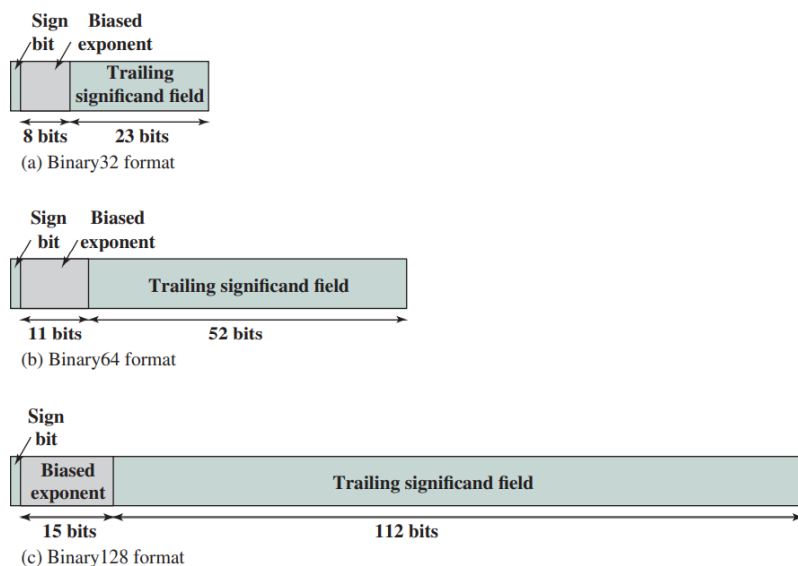 Sign Biased
bit exponent
Trailing
significand field
8 bits 23 bits
(a) Binary32 format
Sign Biased
bit exponent
Trailing significand field
11 bits 52 bits
(b) Binary64 format
Sign
bit
Biased
exponent
Trailing significand field
15 bits 112 bits
(c) Binary128 format